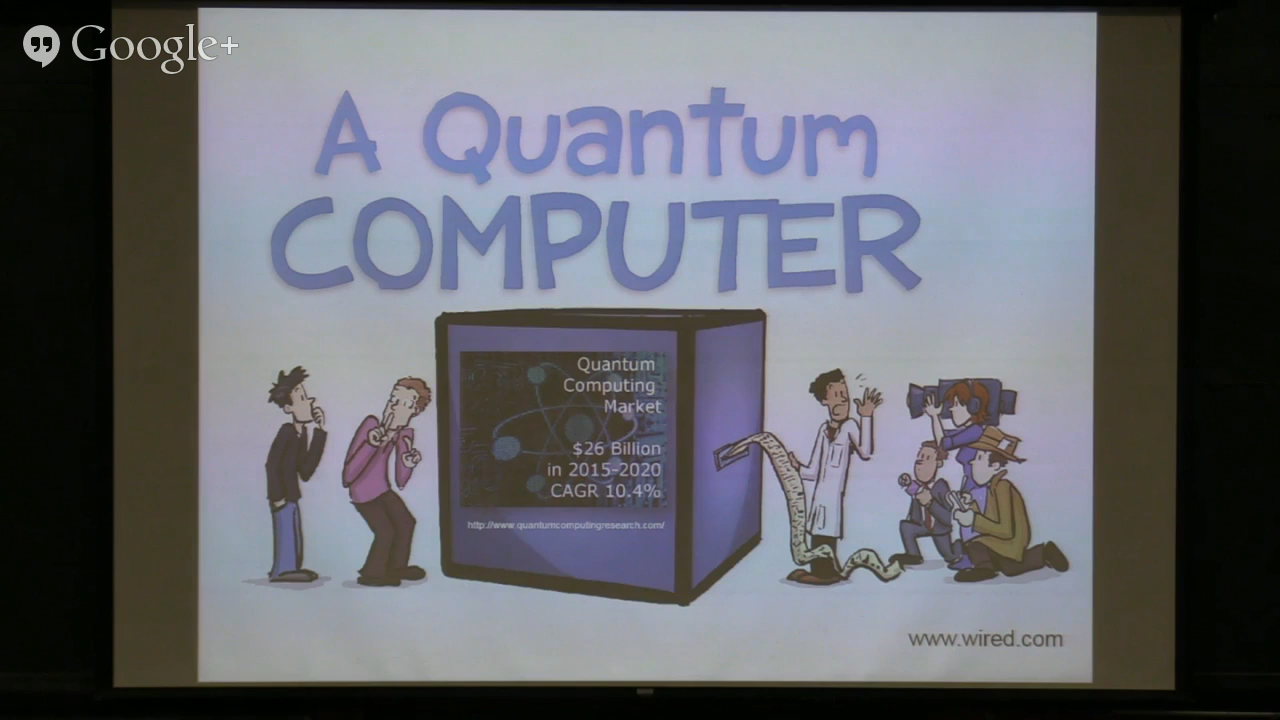 Google+
A Quantum
COMPUTER
Quantum
Computing
Market
$26 Billion
in 2015-2020
CAGR 10.4%
http://www.quantumcomputingresearch.com/
www.wired.com